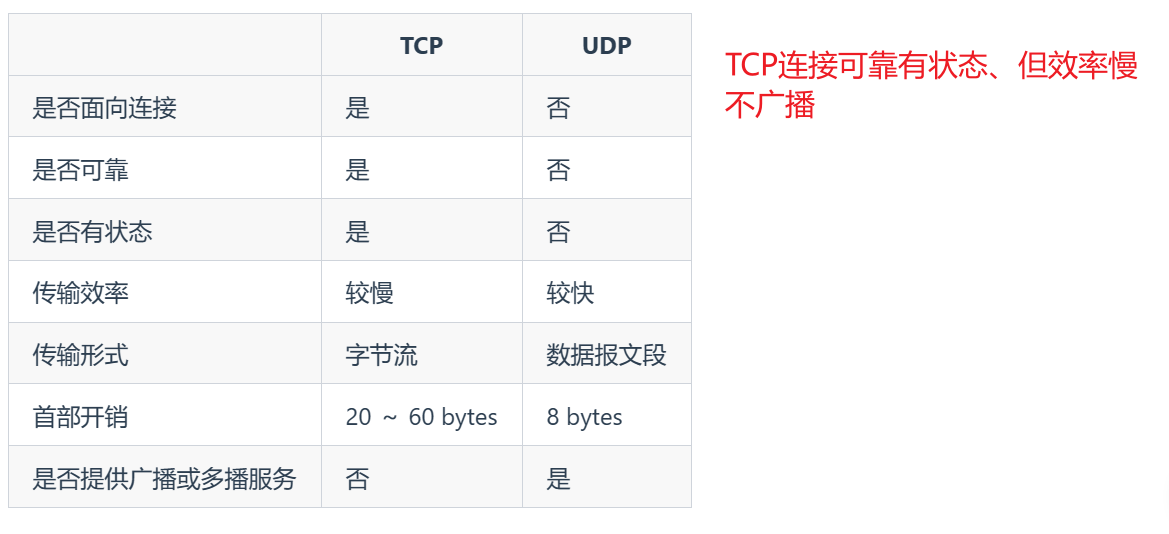 TCP UDP
是否面向连接 是 否
是否可靠 是 否
是否有状态 是 否
传输效率 较慢 较快
传输形式 字节流 数据报文段
首部开销 20 ~ 60 bytes 8 bytes
是否提供广播或多播服务 否 是
TCP连接可靠有状态、但效率慢
不广播